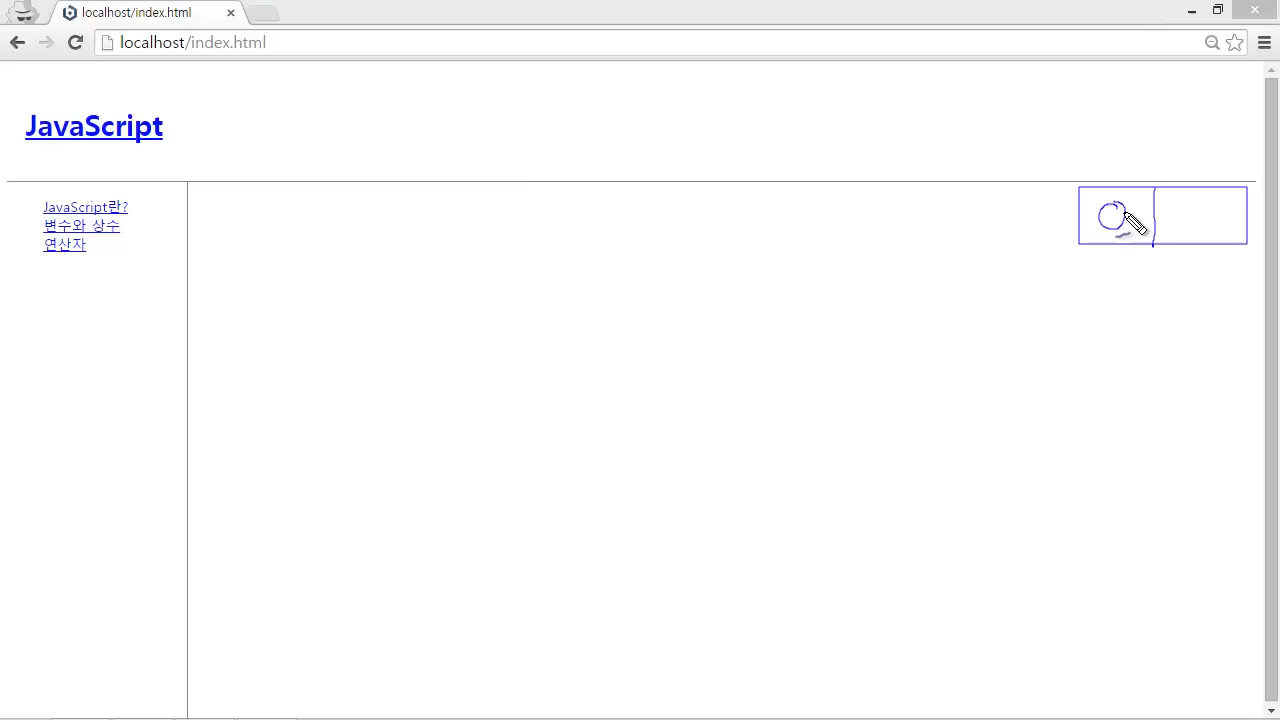 localhost/index.html
localhost/index.html
JavaScript
JavaScript란?
변수와 상수
연산자